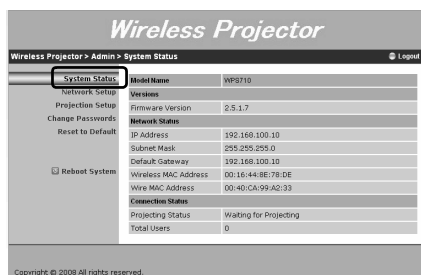 Wireless Projector
Wireless Projector > Admin > System Status
Logout
System Status
Network Setup
Projection Setup
Change Passwords
Reset to Default
Reboot System
Model Name WPS710
Versions
Firmware Version 2.5.1.7
Network Status
IP Address 192.168.100.10
Subnet Mask 255.255.255.0
Default Gateway 192.168.100.10
Wireless MAC Address 00:16:44:8E:78:DE
Wire MAC Address 00:40:CA:99:A2:33
Connection Status
Projecting Status Waiting for Projecting
Total Users 0
Copyright © 2008 All rights reserved.